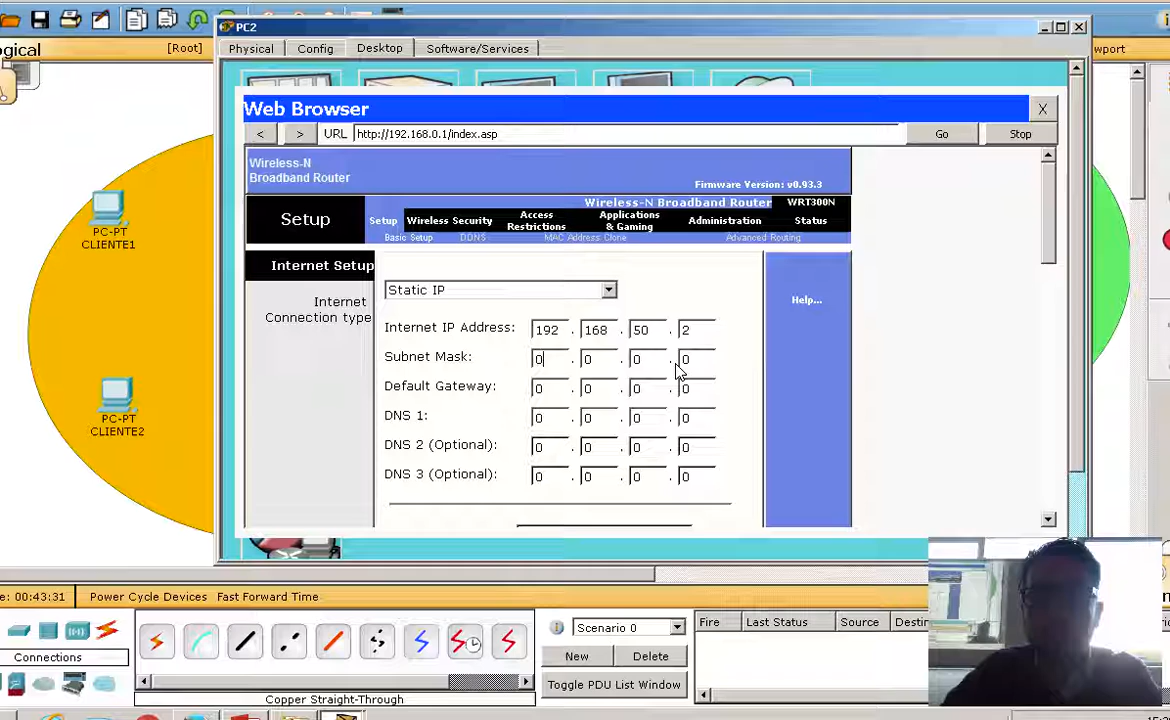 PC2
ogical
[Root]
wport
Physical
Config
Desktop
Software/Services
Web Browser
X
<
>
URL
http://192.168.0.1/index.asp
Go
Stop
Wireless-N
Broadband Router
Firmware Version: v0.93.3
Wireless-N Broadband Router
WRT300N
Setup
Setup
Wireless
Security
Access
Restrictions
Applications
& Gaming
Administration
Status
Basic Setup
DDNS
MAC Address Clone
Advanced Routing
Internet Setup
Internet
Connection type
Static IP
Help...
Internet IP Address:
192 . 168 . 50 . 2
Subnet Mask:
0 . 0 . 0 . 0
Default Gateway:
0 . 0 . 0 . 0
DNS 1:
0 . 0 . 0 . 0
DNS 2 (Optional):
0 . 0 . 0 . 0
DNS 3 (Optional):
0 . 0 . 0 . 0
PC-PT
CLIENTE1
PC-PT
CLIENTE2
e: 00:43:31
Power Cycle Devices
Fast Forward Time
Connections
Copper Straight-Through
Scenario 0
New
Delete
Toggle PDU List Window
Fire
Last Status
Source
Destin